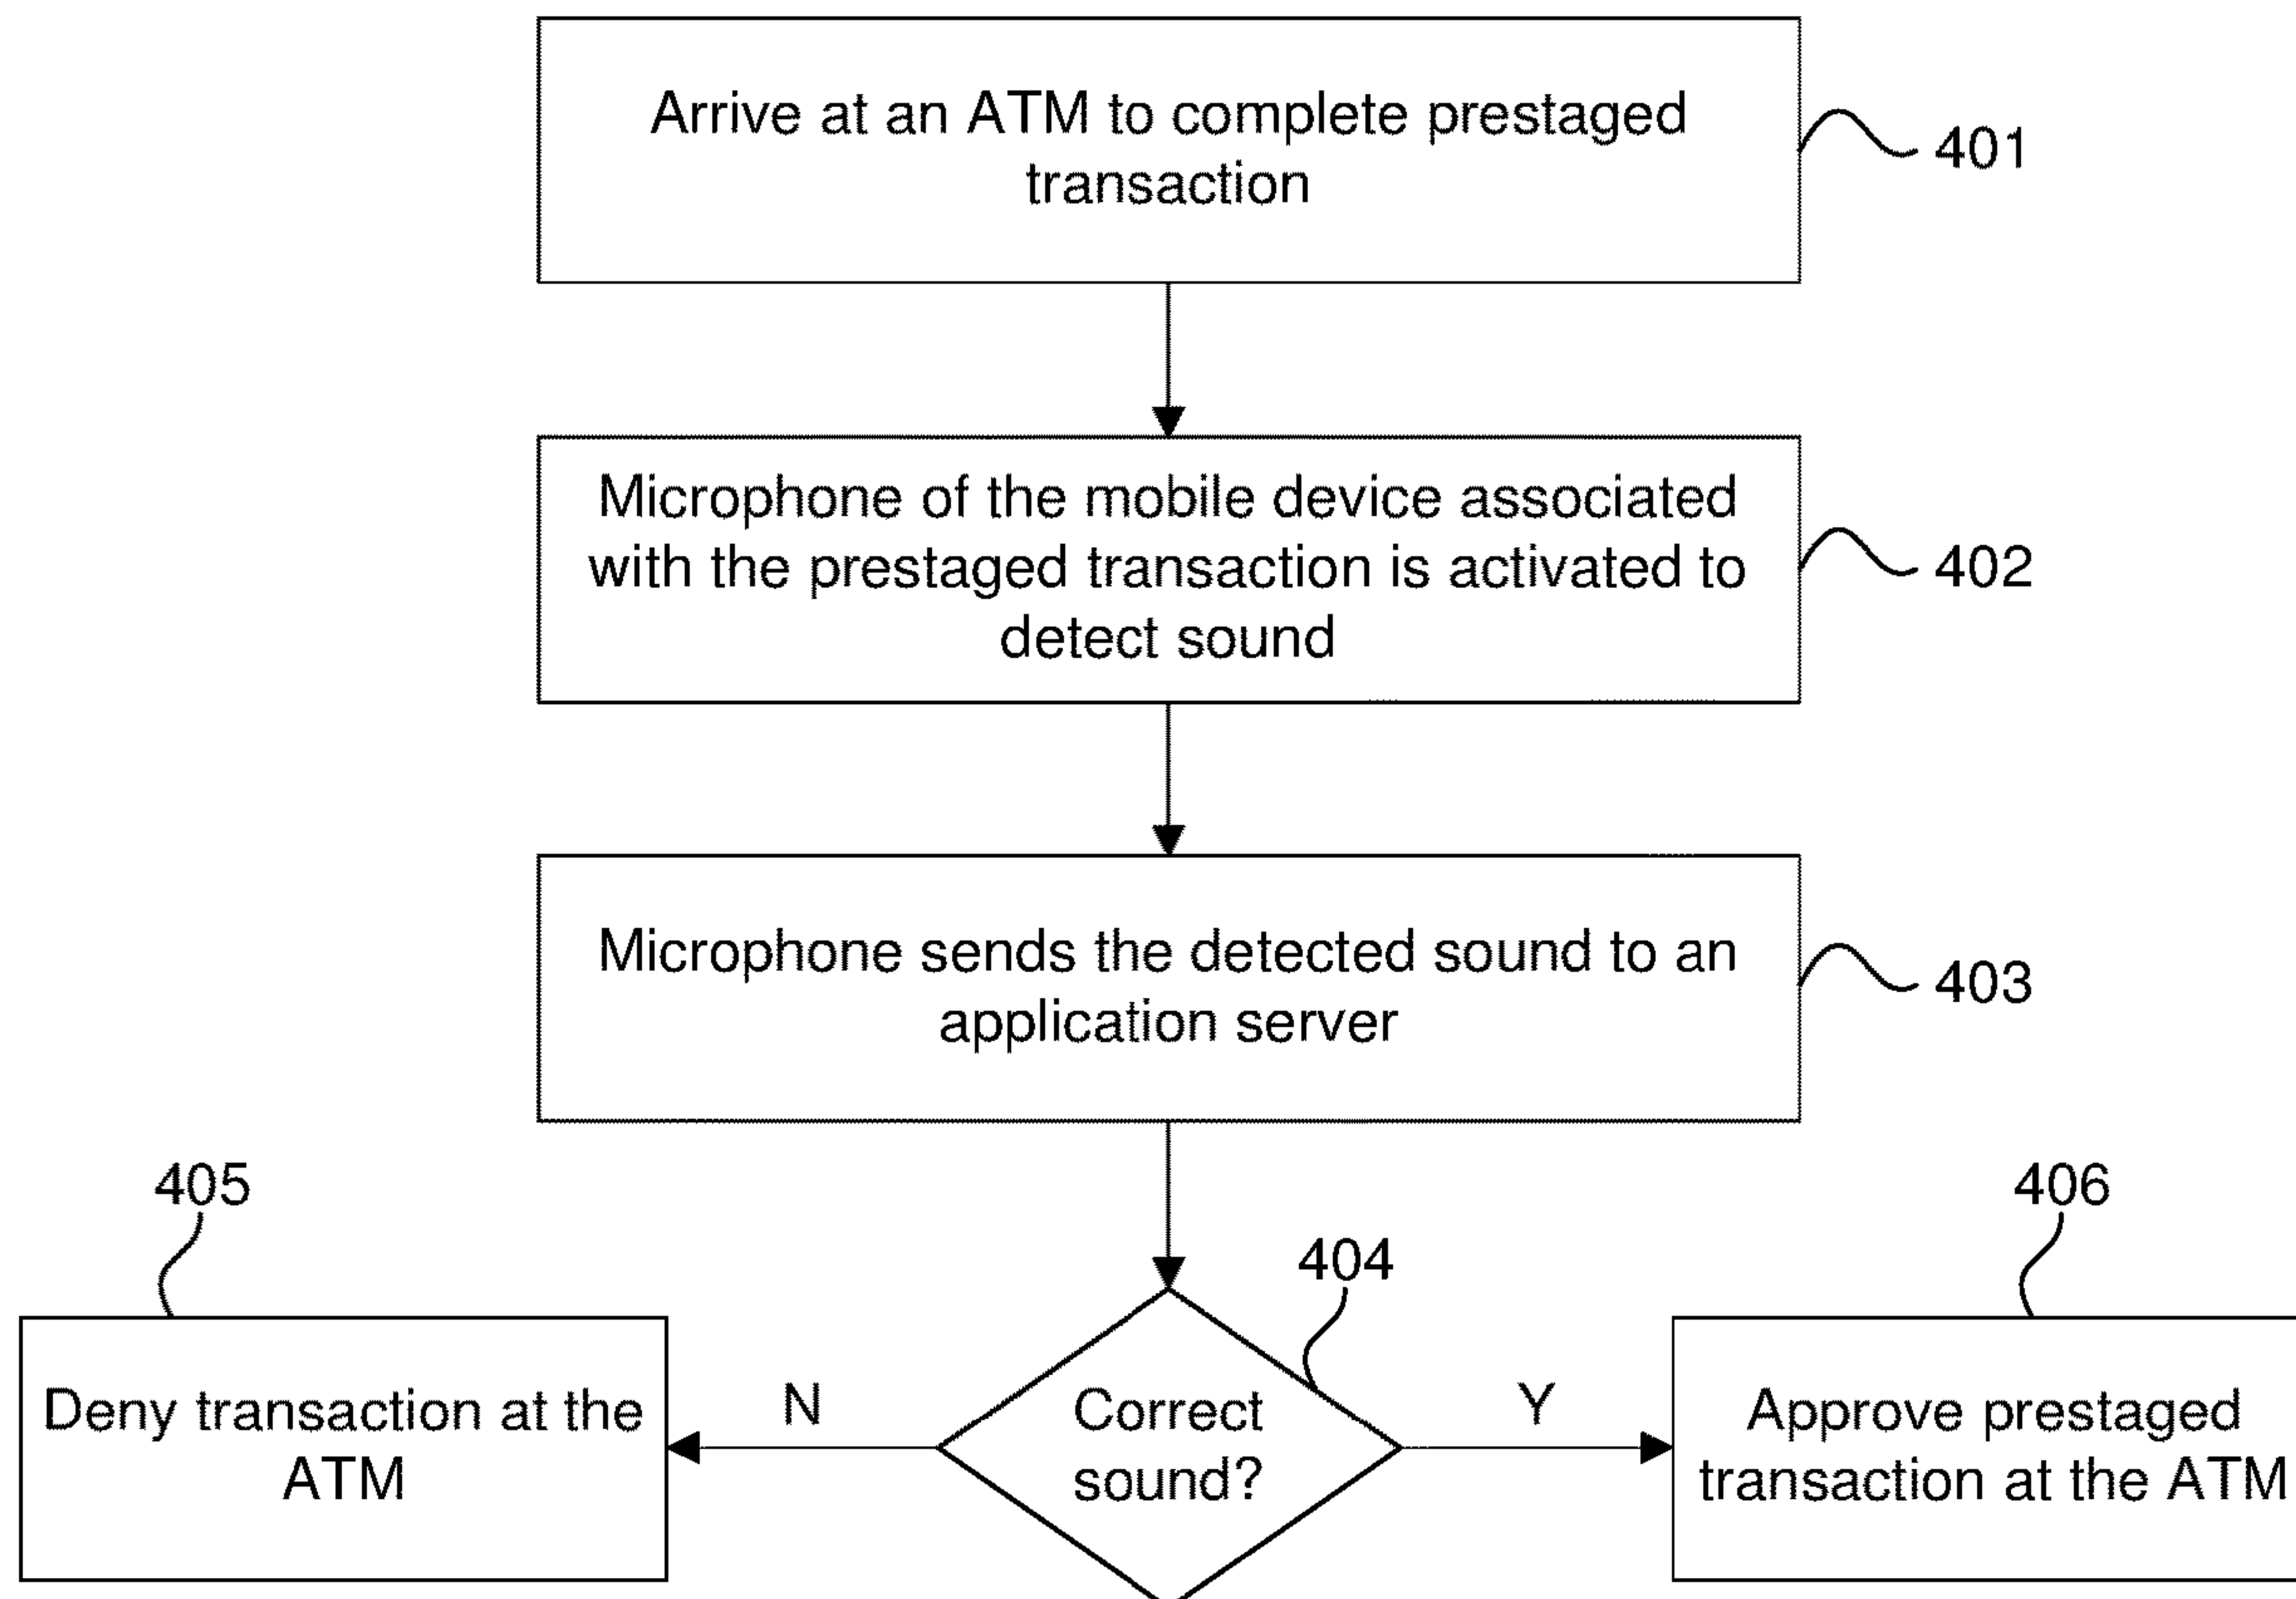 Arrive at an ATM to complete prestaged
transaction
401
Microphone of the mobile device associated
with the prestaged transaction is activated to
detect sound
402
Microphone sends the detected sound to an
application server
403
405
406
404
Deny transaction at the
ATM
N
Correct
sound?
Y
Approve prestaged
transaction at the ATM